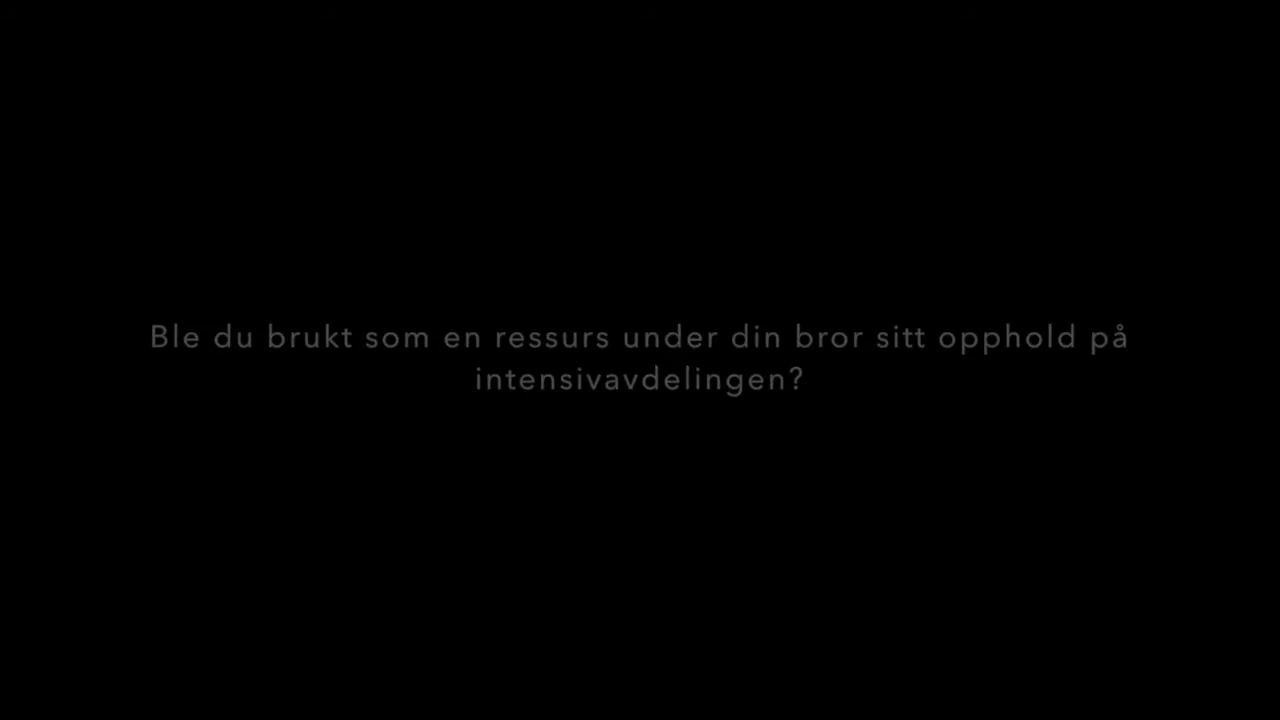 Ble du brukt som en ressurs under din bror sitt opphold på
intensivavdelingen?